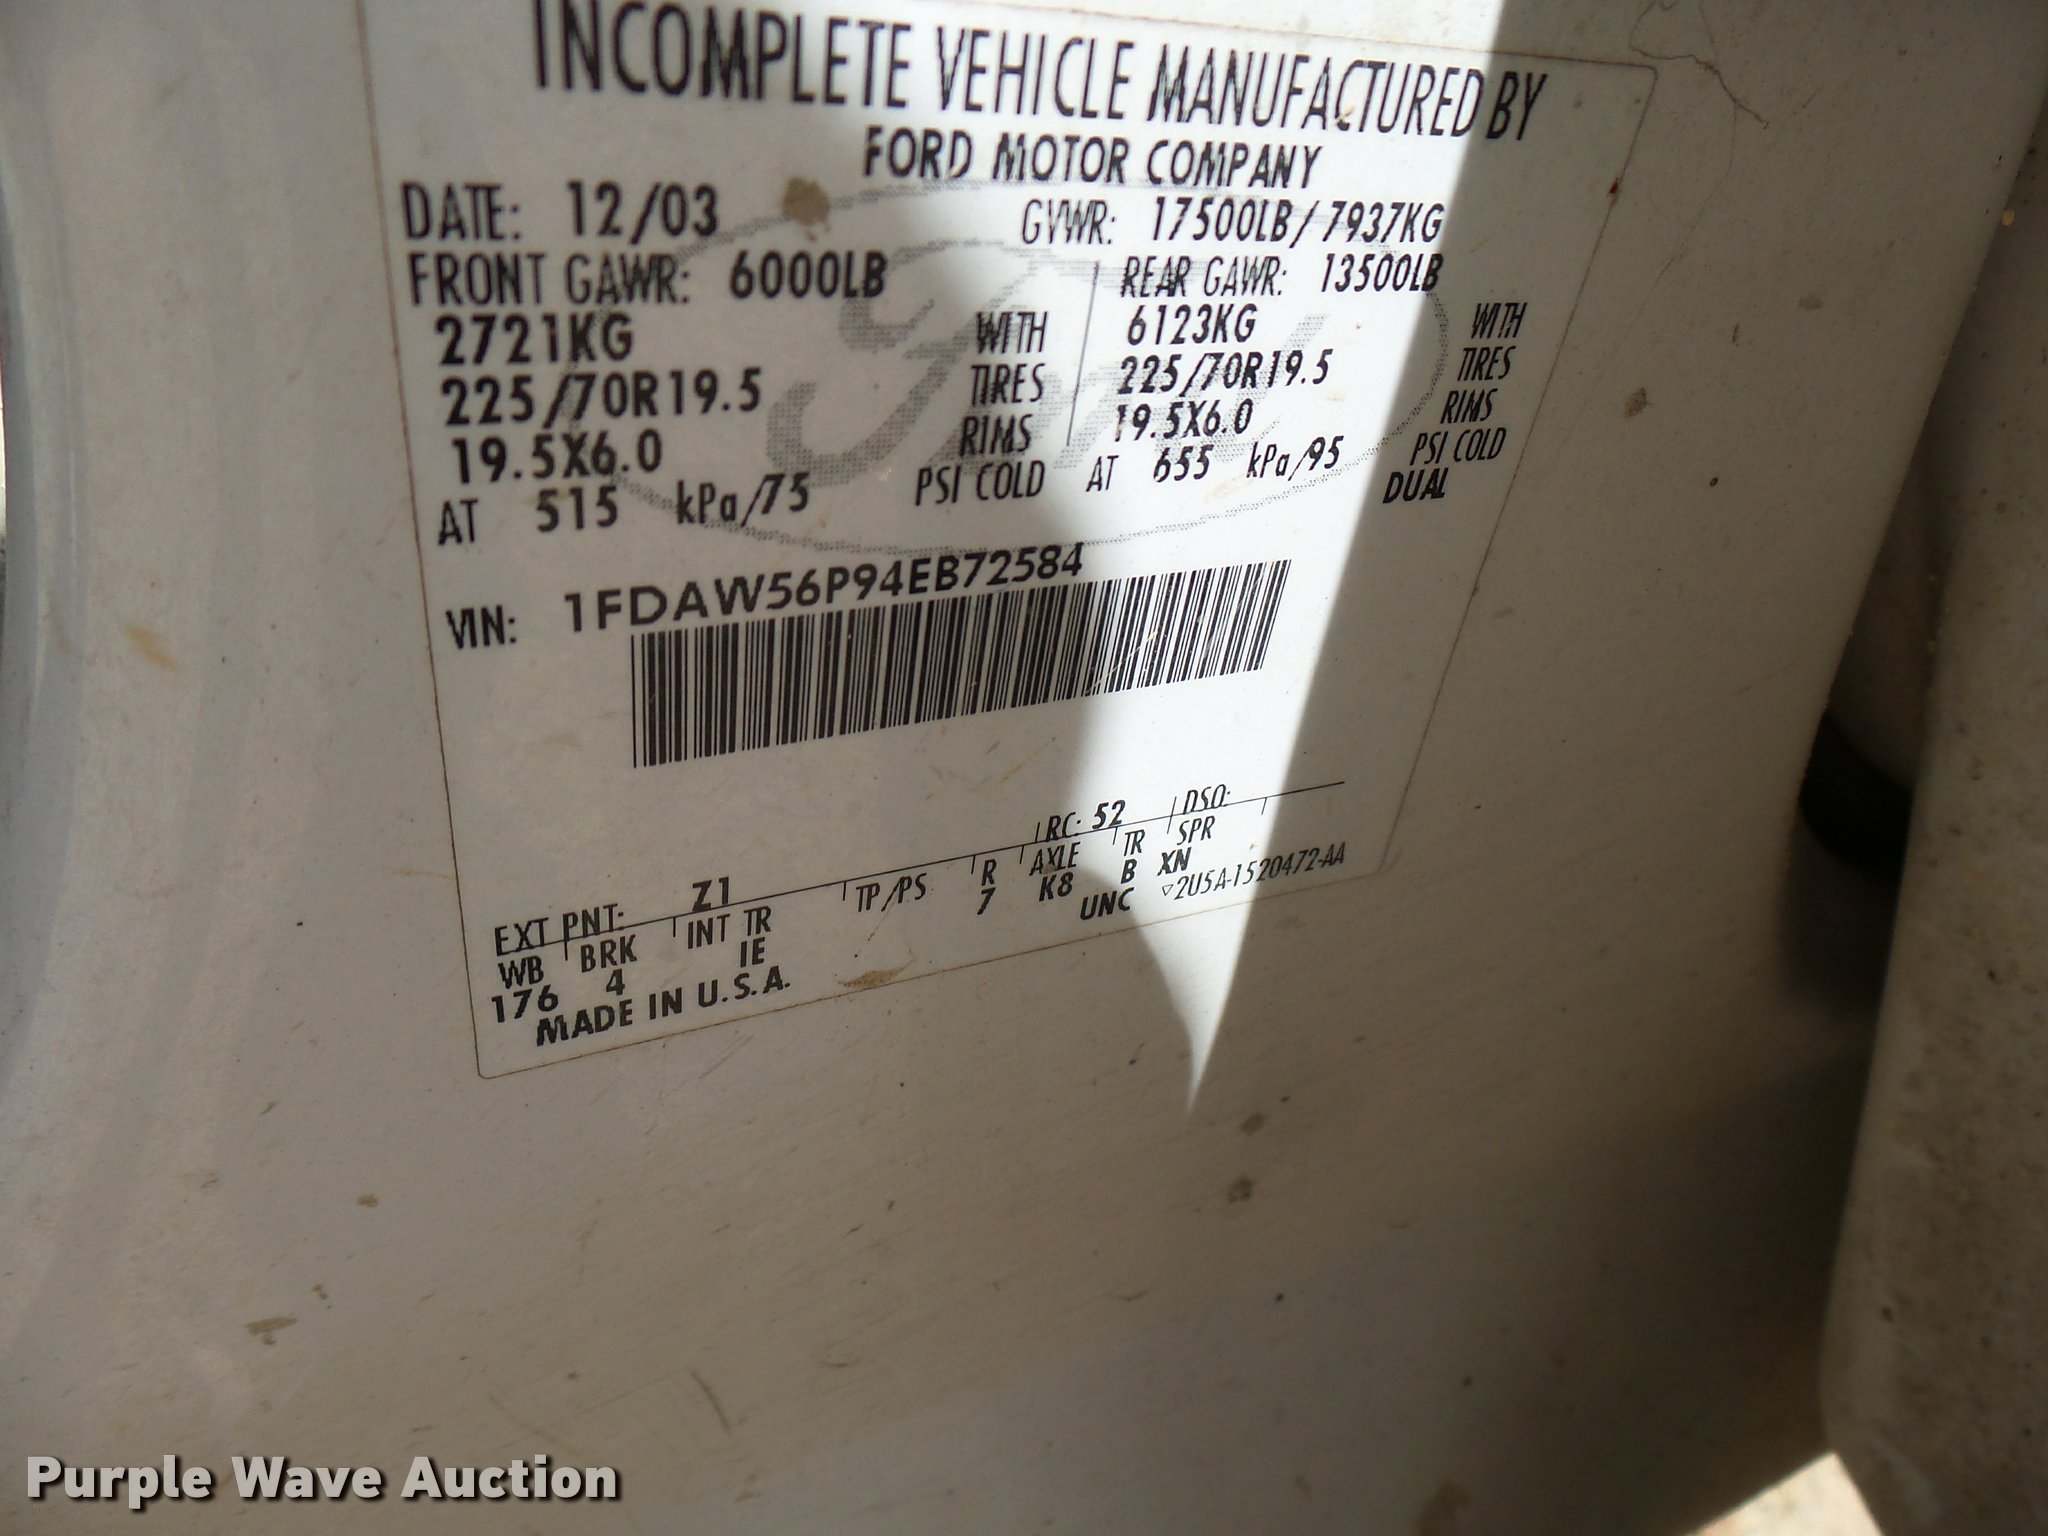 INCOMPLETE VEHICLE MANUFACTURED BY
FORD MOTOR COMPANY
DATE: 12/03 GVWR: 17500LB/7937KG
FRONT GAWR: 6000LB REAR GAWR: 13500LB
2721KG WITH 6123KG WITH
225/70R19.5 TIRES 225/70R19.5 TIRES
19.5X6.0 RIMS 19.5X6.0 RIMS
AT 515 kPa/75 PSI COLD AT 655 kPa/95 PSI COLD
DUAL
VIN: 1FDAW56P94EB72584
EXT PNT: Z1 RC: 52 DSO:
WB BRK INT TR TP/PS R AXLE TR SPR
176 4 IE 7 K8 B XN
MADE IN U.S.A. UNC ▽2U5A-1520472-AA
Purple Wave Auction